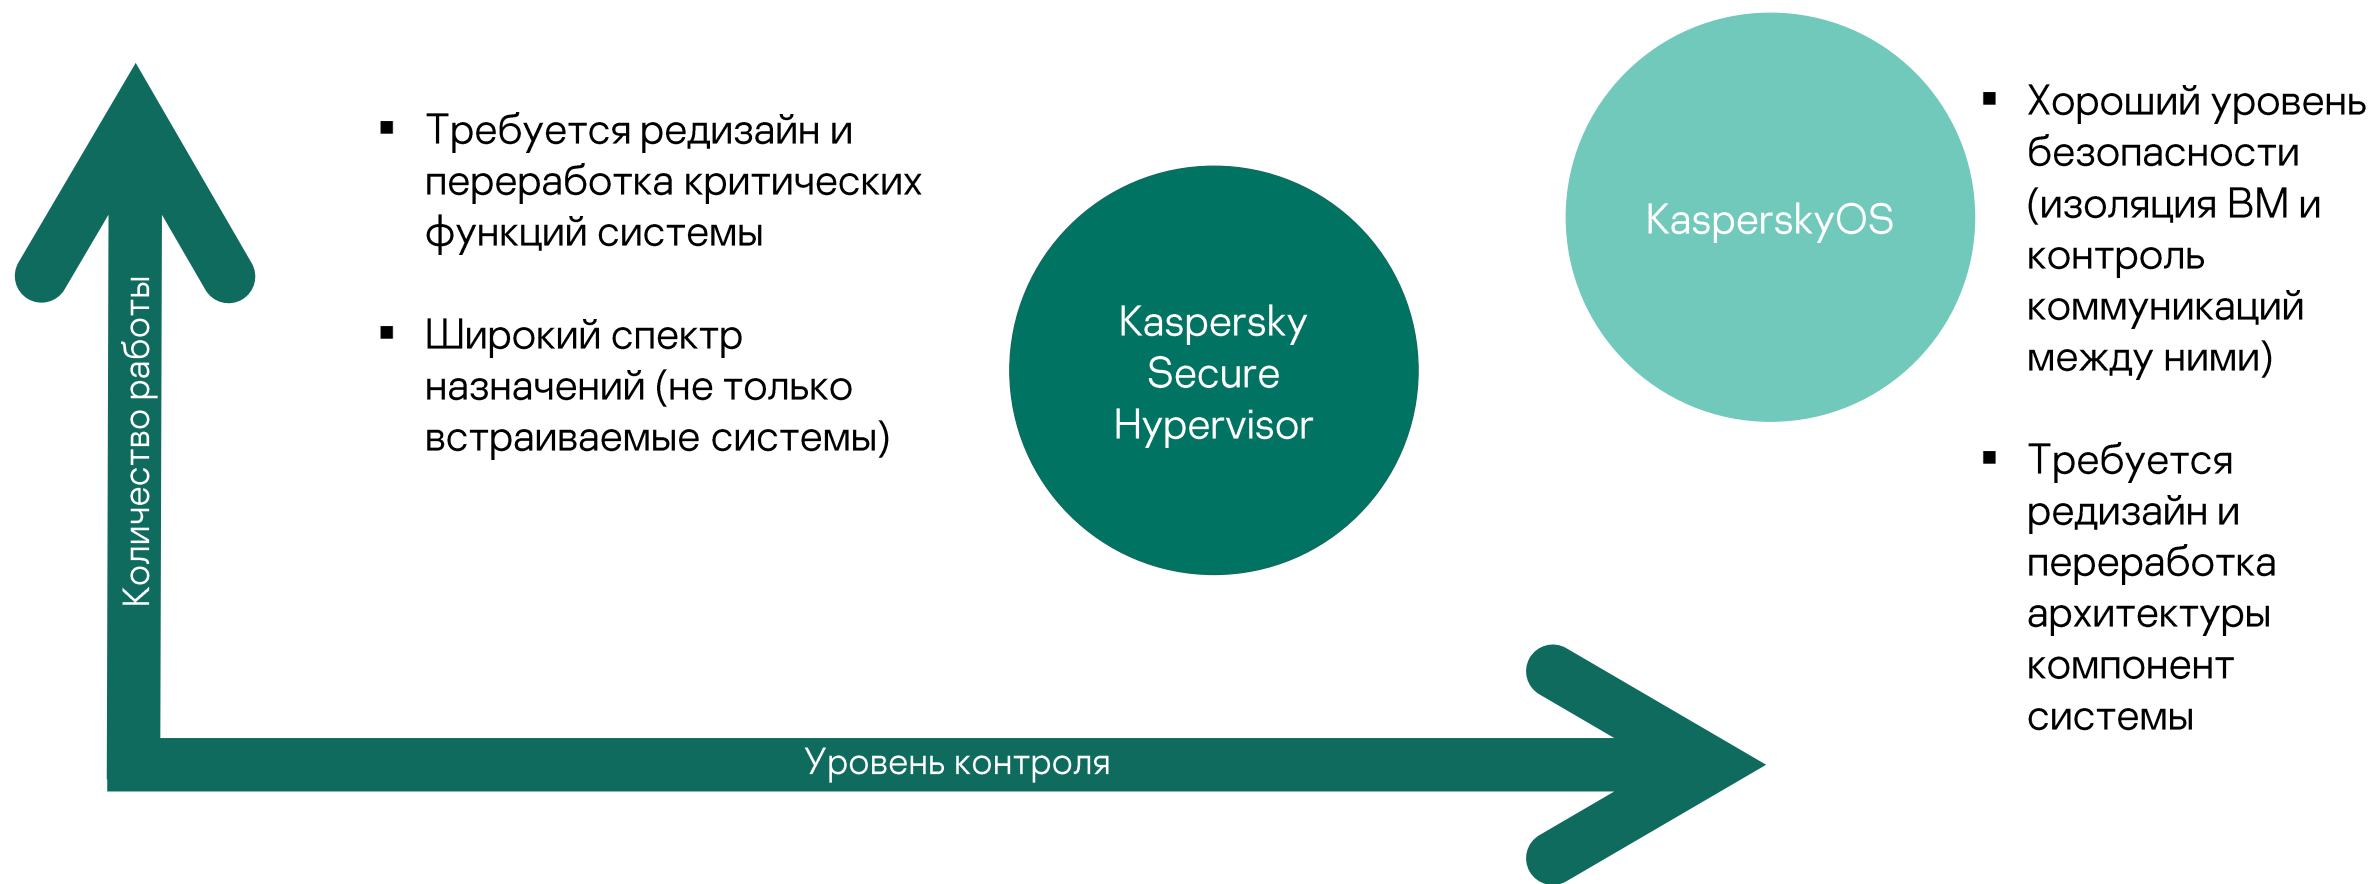 Количество работы
▪ Требуется редизайн и
переработка критических
функций системы
▪ Широкий спектр
назначений (не только
встраиваемые системы)
Kaspersky
Secure
Hypervisor
KasperskyOS
▪ Хороший уровень
безопасности
(изоляция ВМ и
контроль
коммуникаций
между ними)
▪ Требуется
редизайн и
переработка
архитектуры
компонент
системы
Уровень контроля